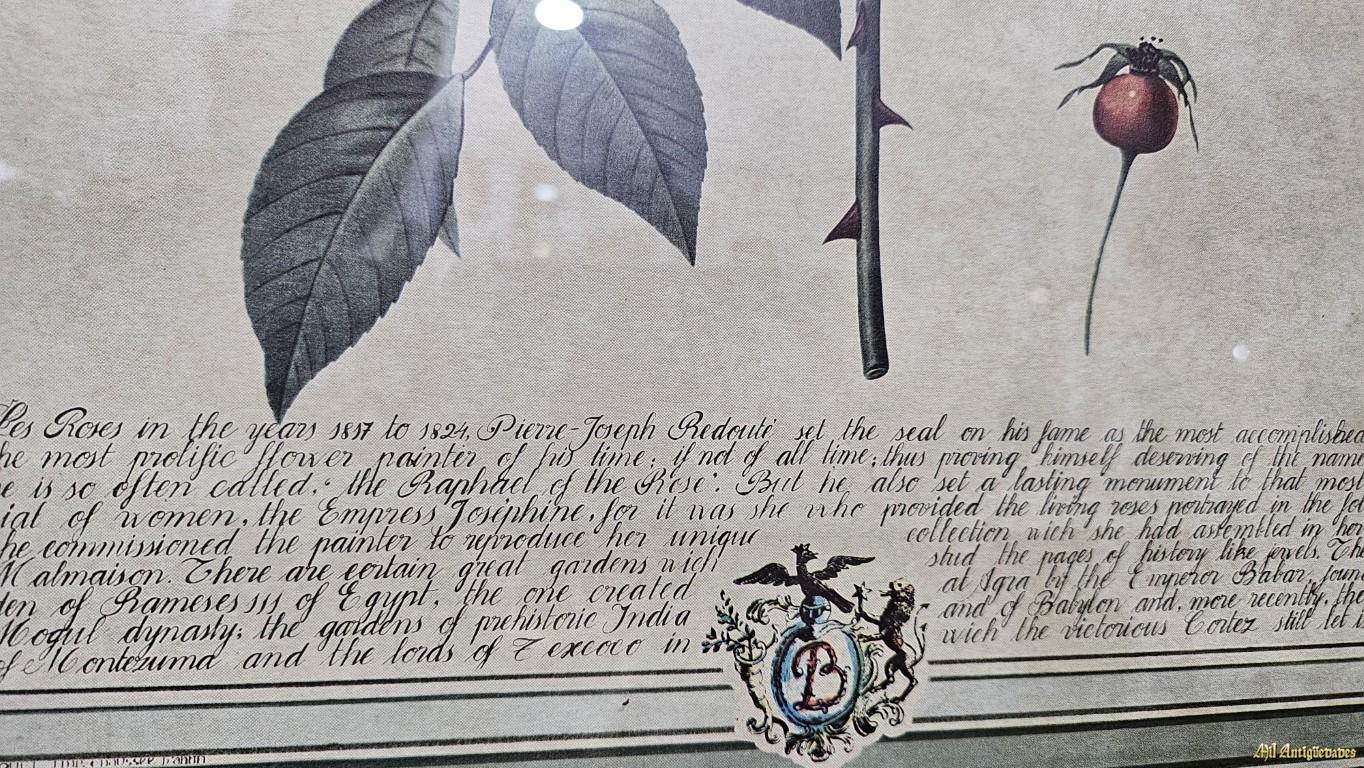 Les Roses in the years 1817 to 1824, Pierre-Joseph Redouté set the seal on his fame as the most accomplished
he most prolific flower painter of his time; if not of all time; thus proving himself deserving of the name
e is so often called, "the Raphael of the Rose". But he also set a lasting monument to that most
ial of women, the Empress Josephine, for it was she who provided the living roses portrayed in the
he commissioned the painter to reproduce her unique collection wich she had assembled in
Malmaison. There are certain great gardens wich stud the pages of history like jewels. Th
den of Rameses III of Egypt, the one created at Agra by the Emperor Babar, foun
Mogul dynasty; the gardens of prehistoric India and of Babylon and, more recently, the
of Montezuma and the lords of Texcoco in wich the victorious Cortez still let
B
Mil Antigüedades